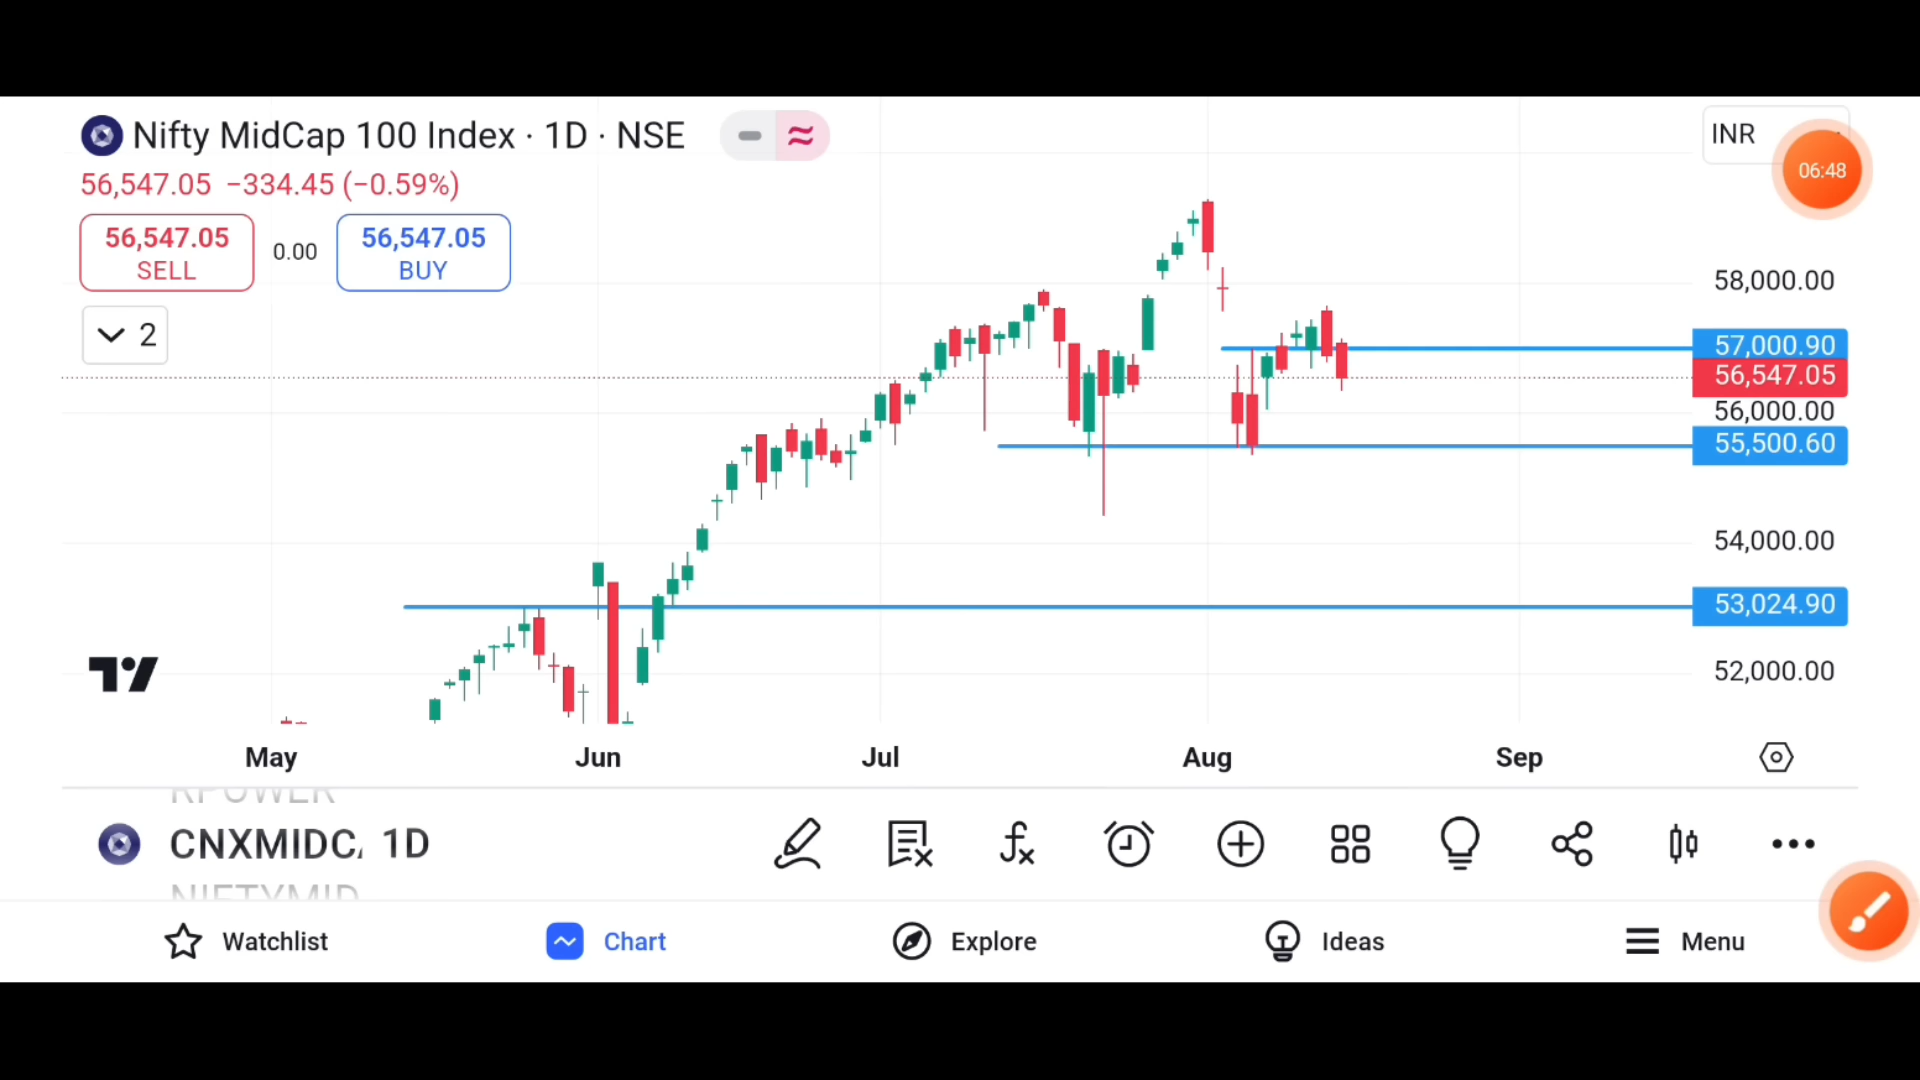 Nifty MidCap 100 Index · 1D · NSE
INR
06:48
56,547.05 −334.45 (−0.59%)
56,547.05
SELL
0.00
56,547.05
BUY
2
58,000.00
57,000.90
56,547.05
56,000.00
55,500.60
54,000.00
53,024.90
52,000.00
May Jun Jul Aug Sep
RPOWER
CNXMIDC 1D
NIFTYMID
Watchlist Chart Explore Ideas Menu